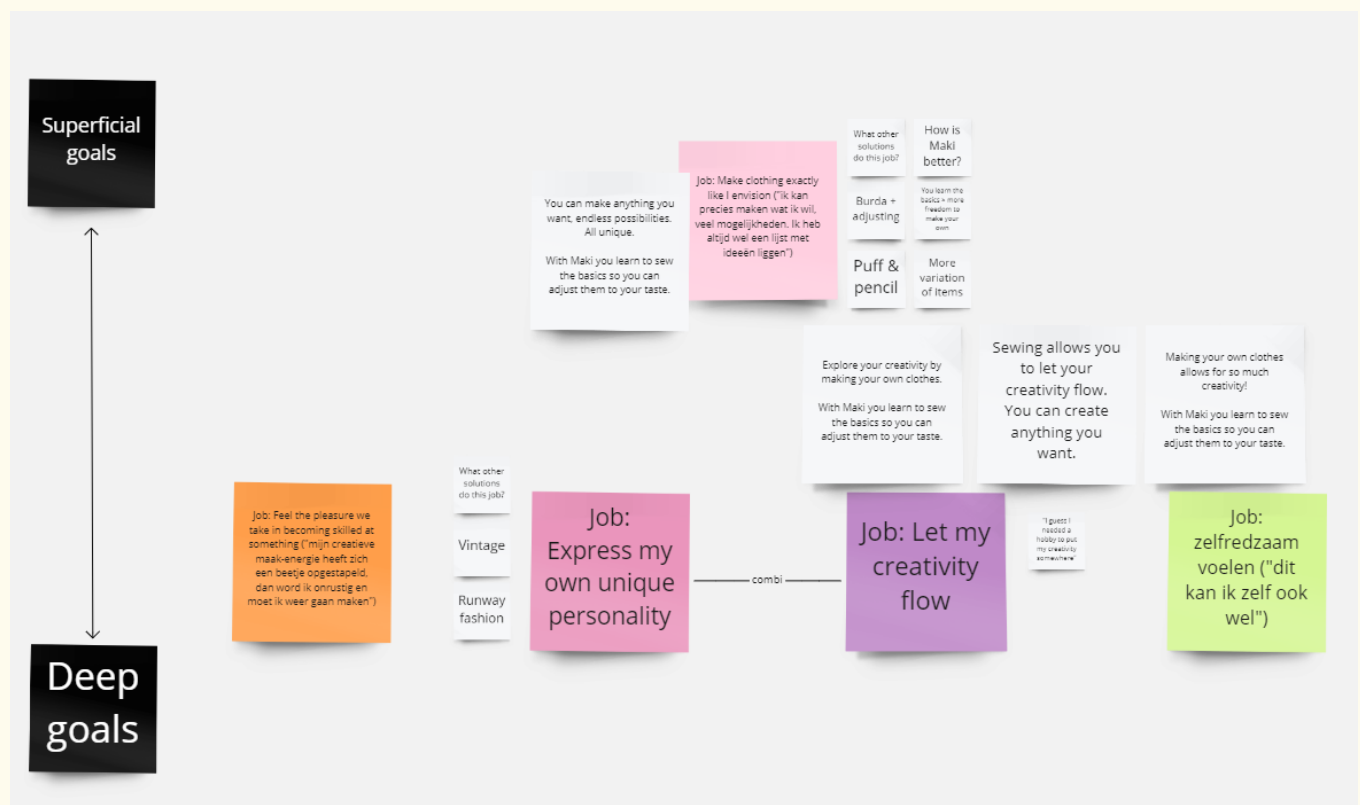 Superficial
goals
You can make anything you
want, endless possibilities.
All unique.
With Maki you learn to sew
the basics so you can
adjust them to your taste.
Job: Make clothing exactly
like I envision ("ik kan
precies maken wat ik wil,
veel mogelijkheden. Ik heb
altijd wel een lijst met
ideeën liggen")
What other
solutions
do this job?
How is
Maki
better?
Burda +
adjusting
You learn the
basics = more
freedom to
make your
own
Puff &
pencil
More
variation
of items
Explore your creativity by
making your own clothes.
With Maki you learn to sew
the basics so you can
adjust them to your taste.
Sewing allows you
to let your
creativity flow.
You can create
anything you
want.
Making your own clothes
allows for so much
creativity!
With Maki you learn to sew
the basics so you can
adjust them to your taste.
Job: Feel the pleasure we
take in becoming skilled at
something ("mijn creatieve
maak-energie heeft zich
een beetje opgestapeld,
dan word ik onrustig en
moet ik weer gaan maken")
What other
solutions
do this job?
Vintage
Runway
fashion
Job:
Express my
own unique
personality
combi
Job: Let my
creativity
flow
"I guest I
needed a
hobby to put
my creativity
somewhere"
Job:
zelfredzaam
voelen ("dit
kan ik zelf ook
wel")
Deep
goals